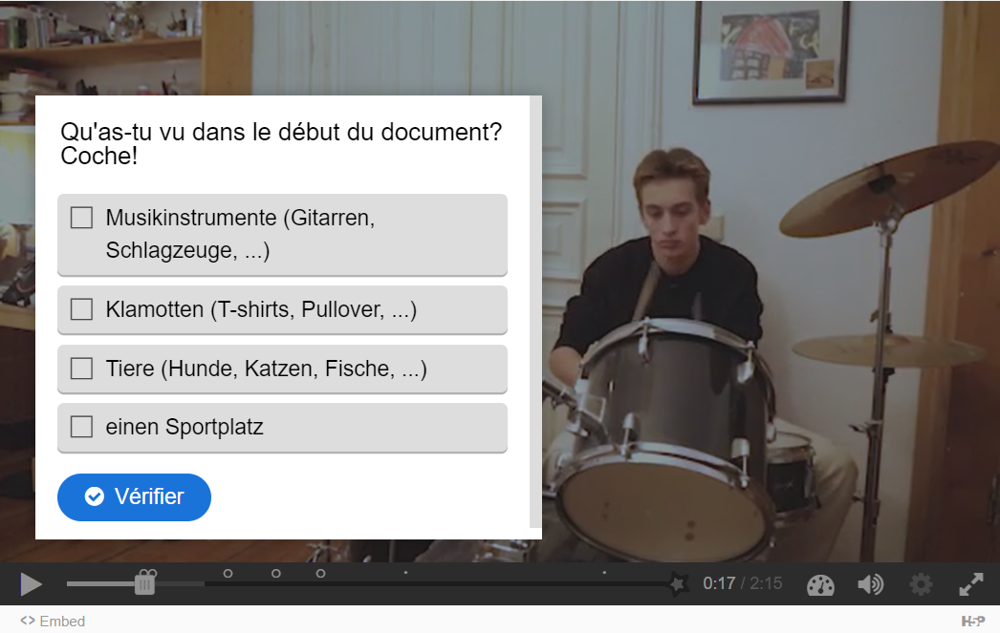 Qu'as-tu vu dans le début du document?
Coche!
Musikinstrumente (Gitarren,
Schlagzeuge, ...)
Klamotten (T-shirts, Pullover, ...)
Tiere (Hunde, Katzen, Fische, ...)
einen Sportplatz
Vérifier
0:17 / 2:15
<> Embed
H5P